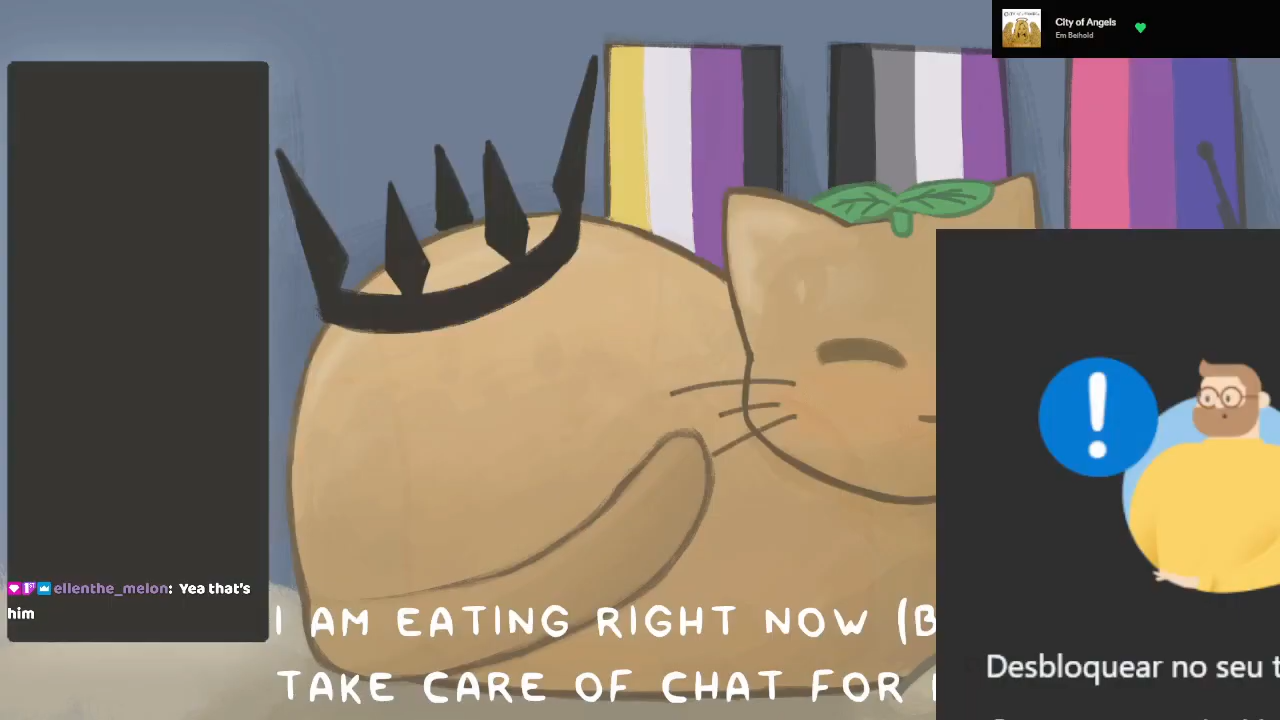 City of Angels
Em Beihold
ellenthe_melon: Yea that's
him
I AM EATING RIGHT NOW (B
TAKE CARE OF CHAT FOR
Desbloquear no seu t